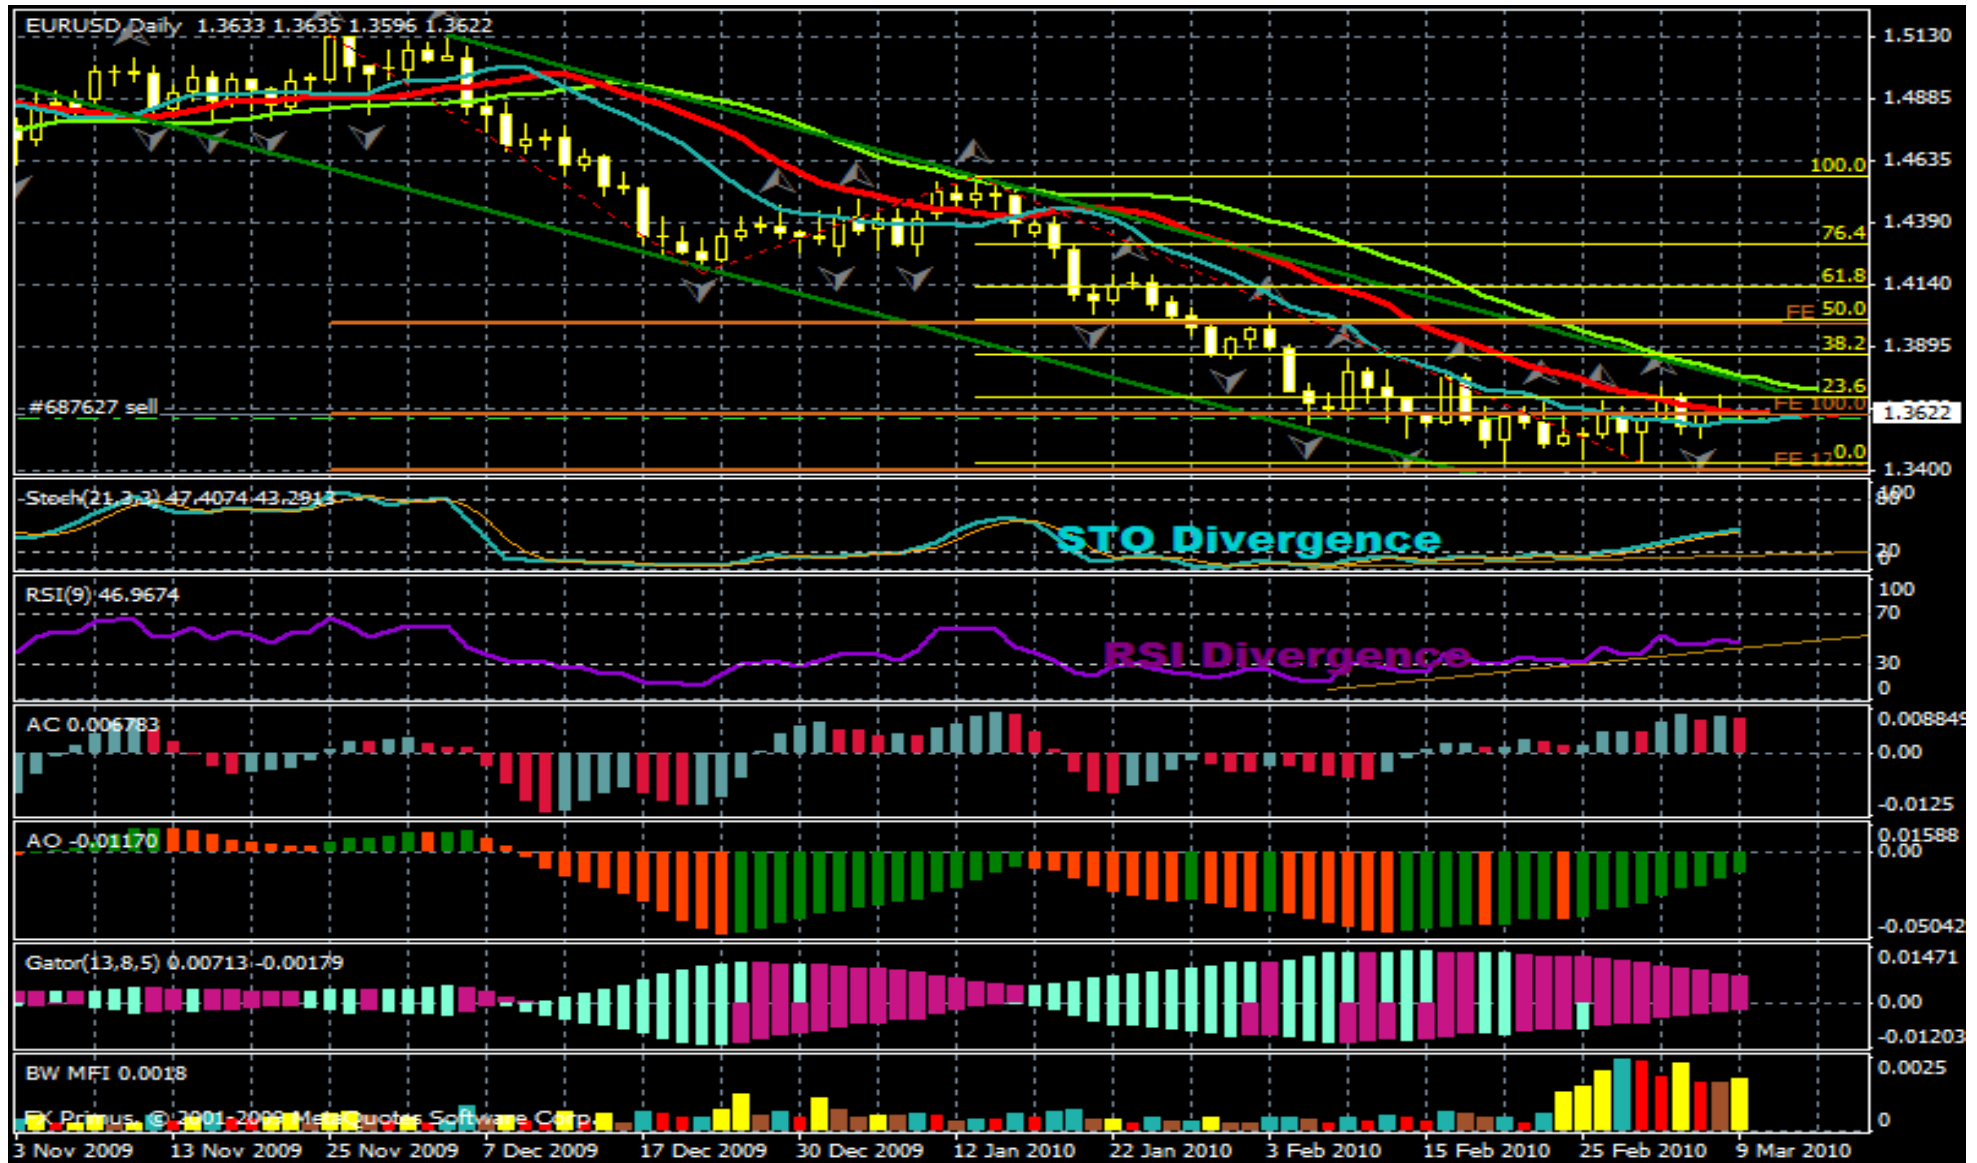 EURUSD,Daily 1.3633 1.3635 1.3596 1.3622
1.5130
1.4885
1.4635
100.0
1.4390
76.4
1.4140
61.8
50.0
FE
1.3895
38.2
23.6
#687627 sell
FE 100.0
1.3622
0.0
1.3400
Stoch(21,3,3) 47.4074 43.2913
100
80
STO Divergence
20
0
RSI(9) 46.9674
100
70
RSI Divergence
30
0
AC 0.006783
0.008849
0.00
-0.0125
AO -0.01170
0.01588
0.00
-0.05042
Gator(13,8,5) 0.00713 -0.00179
0.01471
0.00
-0.01203
BW MFI 0.0018
0.0025
FX Primus, © 2001-2009 MetaQuotes Software Corp.
0
3 Nov 2009 13 Nov 2009 25 Nov 2009 7 Dec 2009 17 Dec 2009 30 Dec 2009 12 Jan 2010 22 Jan 2010 3 Feb 2010 15 Feb 2010 25 Feb 2010 9 Mar 2010